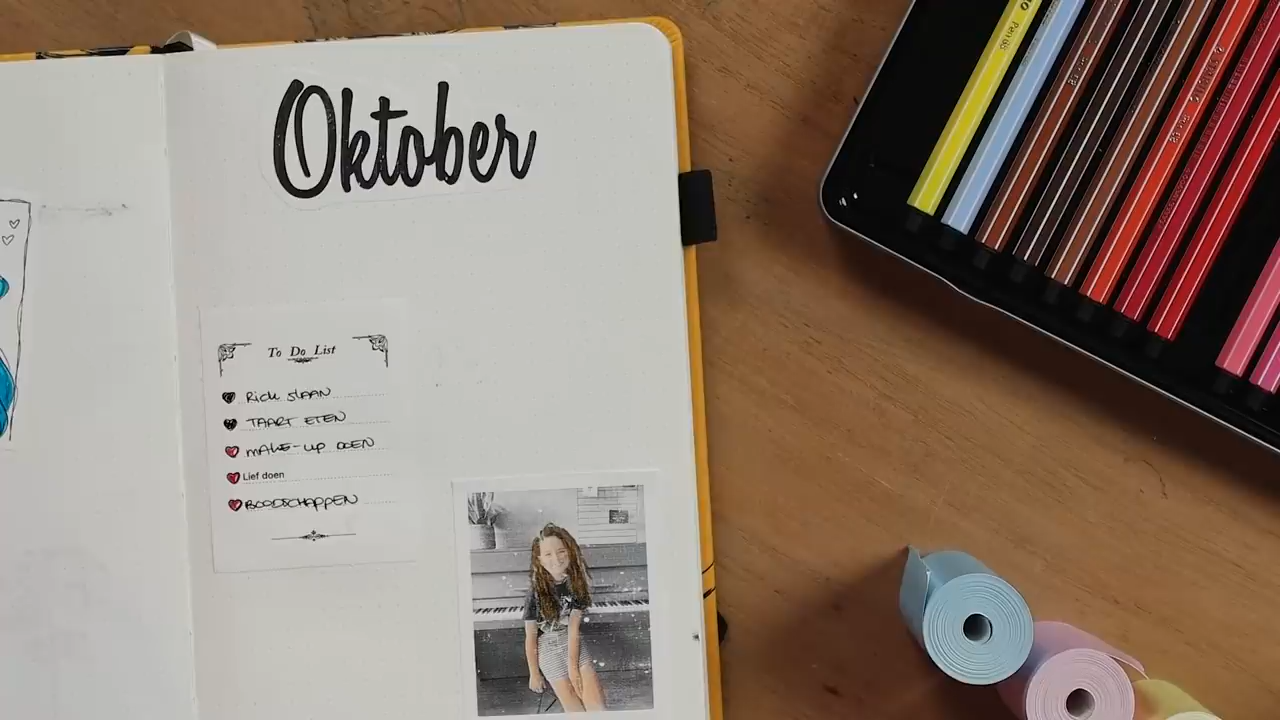 Oktober
To Do List
Rick slAAN
TAART ETEN
mAKE-up DOEN
Lief doen
BOODSCHAPPEN